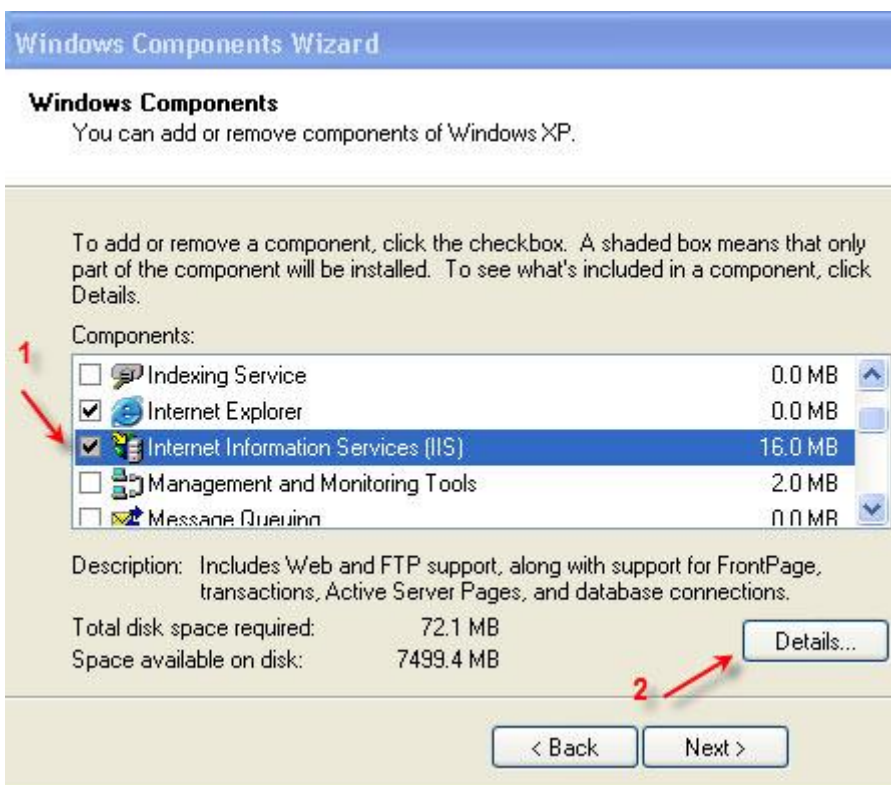 Windows Components Wizard
Windows Components
You can add or remove components of Windows XP.
To add or remove a component, click the checkbox. A shaded box means that only
part of the component will be installed. To see what's included in a component, click
Details.
Components:
1
Indexing Service 0.0 MB
Internet Explorer 0.0 MB
Internet Information Services (IIS) 16.0 MB
Management and Monitoring Tools 2.0 MB
Message Queuing 0.0 MB
Description: Includes Web and FTP support, along with support for FrontPage,
transactions, Active Server Pages, and database connections.
Total disk space required: 72.1 MB
Space available on disk: 7499.4 MB
Details...
2
< Back Next >